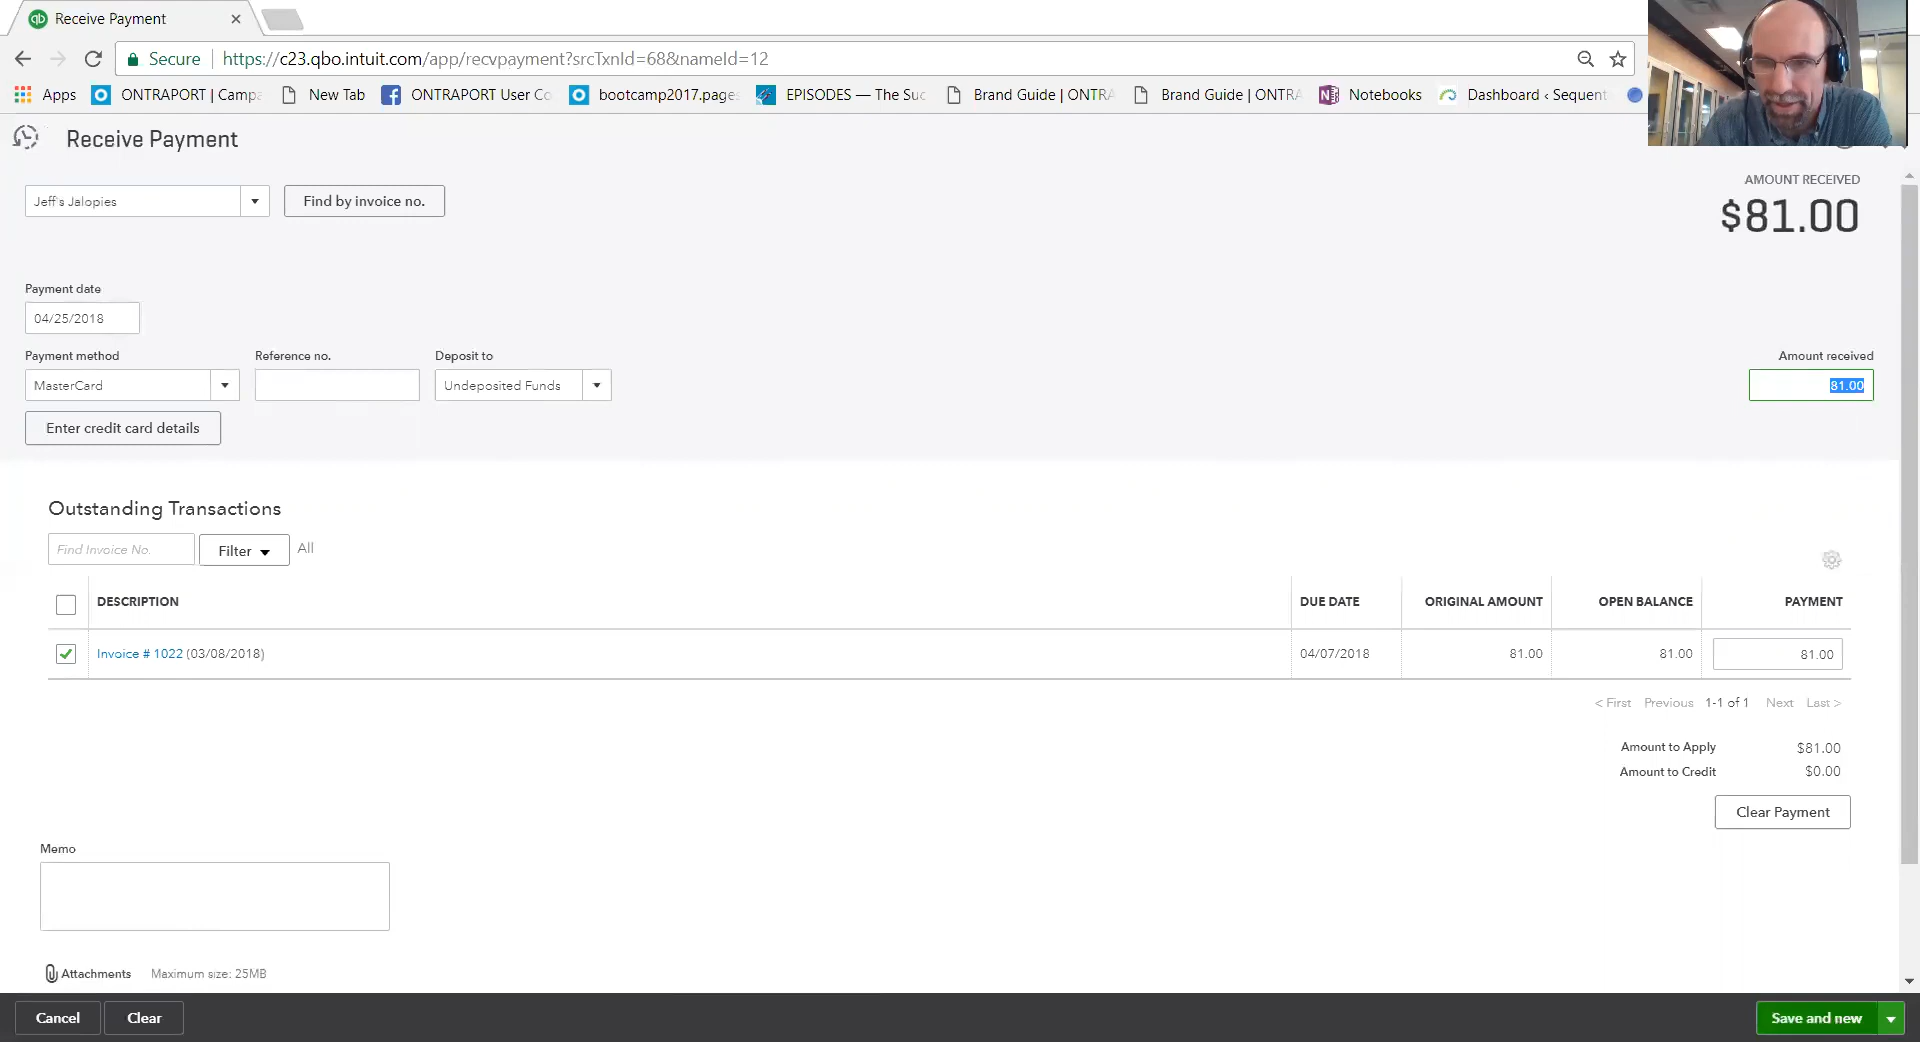 Receive Payment
Secure https://c23.qbo.intuit.com/app/recvpayment?srcTxnId=68&nameId=12
Apps ONTRAPORT | Campa New Tab ONTRAPORT User Co bootcamp2017.pages EPISODES — The Suc Brand Guide | ONTRA Brand Guide | ONTRA Notebooks Dashboard ‹ Sequent
Receive Payment
AMOUNT RECEIVED
Jeff's Jalopies Find by invoice no.
$81.00
Payment date
04/25/2018
Payment method Reference no. Deposit to Amount received
MasterCard Undeposited Funds 81.00
Enter credit card details
Outstanding Transactions
Find Invoice No. Filter All
DESCRIPTION DUE DATE ORIGINAL AMOUNT OPEN BALANCE PAYMENT
Invoice # 1022 (03/08/2018) 04/07/2018 81.00 81.00 81.00
< First Previous 1-1 of 1 Next Last >
Amount to Apply $81.00
Amount to Credit $0.00
Clear Payment
Memo
Attachments Maximum size: 25MB
Cancel Clear Save and new